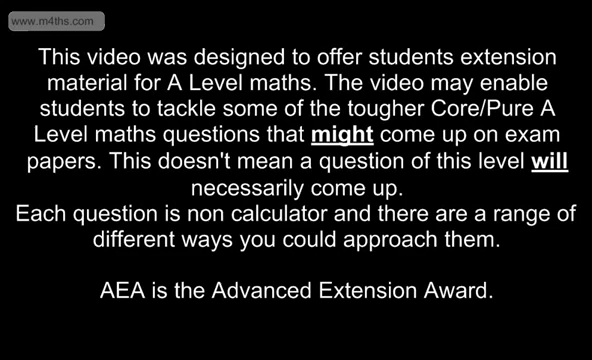 www.m4ths.com
This video was designed to offer students extension
material for A Level maths. The video may enable
students to tackle some of the tougher Core/Pure A
Level maths questions that might come up on exam
papers. This doesn't mean a question of this level will
necessarily come up.
Each question is non calculator and there are a range of
different ways you could approach them.
AEA is the Advanced Extension Award.